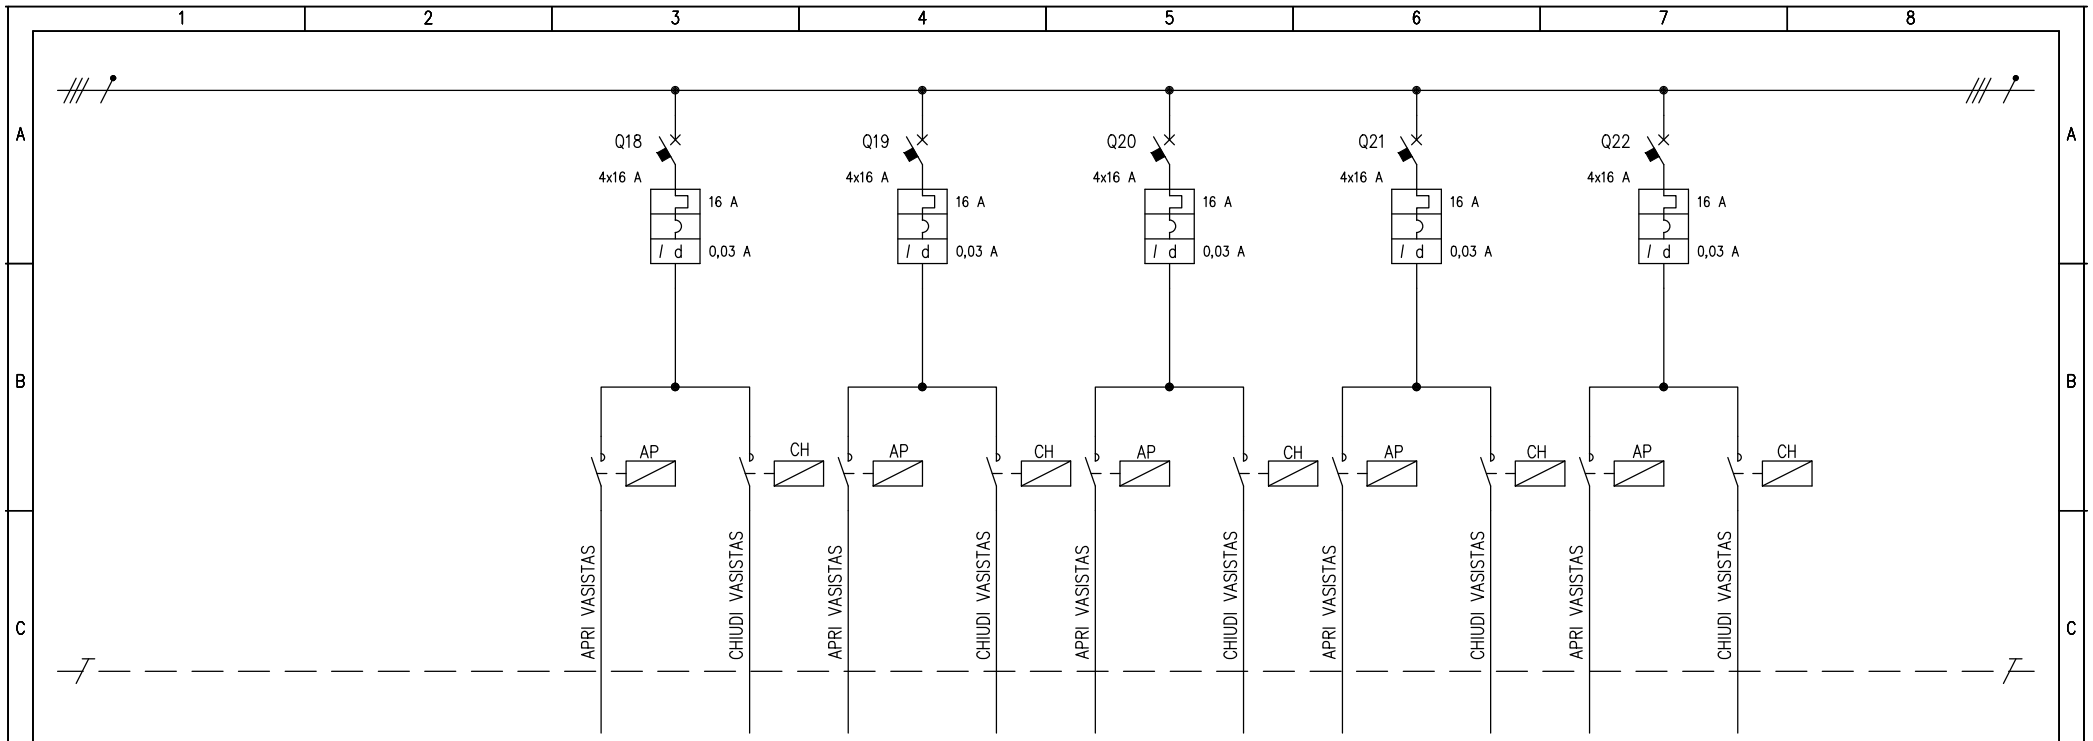 1 2 3 4 5 6 7 8
A A
Q18 Q19 Q20 Q21 Q22
4x16 A 4x16 A 4x16 A 4x16 A 4x16 A
16 A 16 A 16 A 16 A 16 A
I d 0,03 A I d 0,03 A I d 0,03 A I d 0,03 A I d 0,03 A
B B
AP CH AP CH AP CH AP CH AP CH
APRI VASISTAS
CHIUDI VASISTAS
APRI VASISTAS
CHIUDI VASISTAS
APRI VASISTAS
CHIUDI VASISTAS
APRI VASISTAS
CHIUDI VASISTAS
APRI VASISTAS
CHIUDI VASISTAS
C C